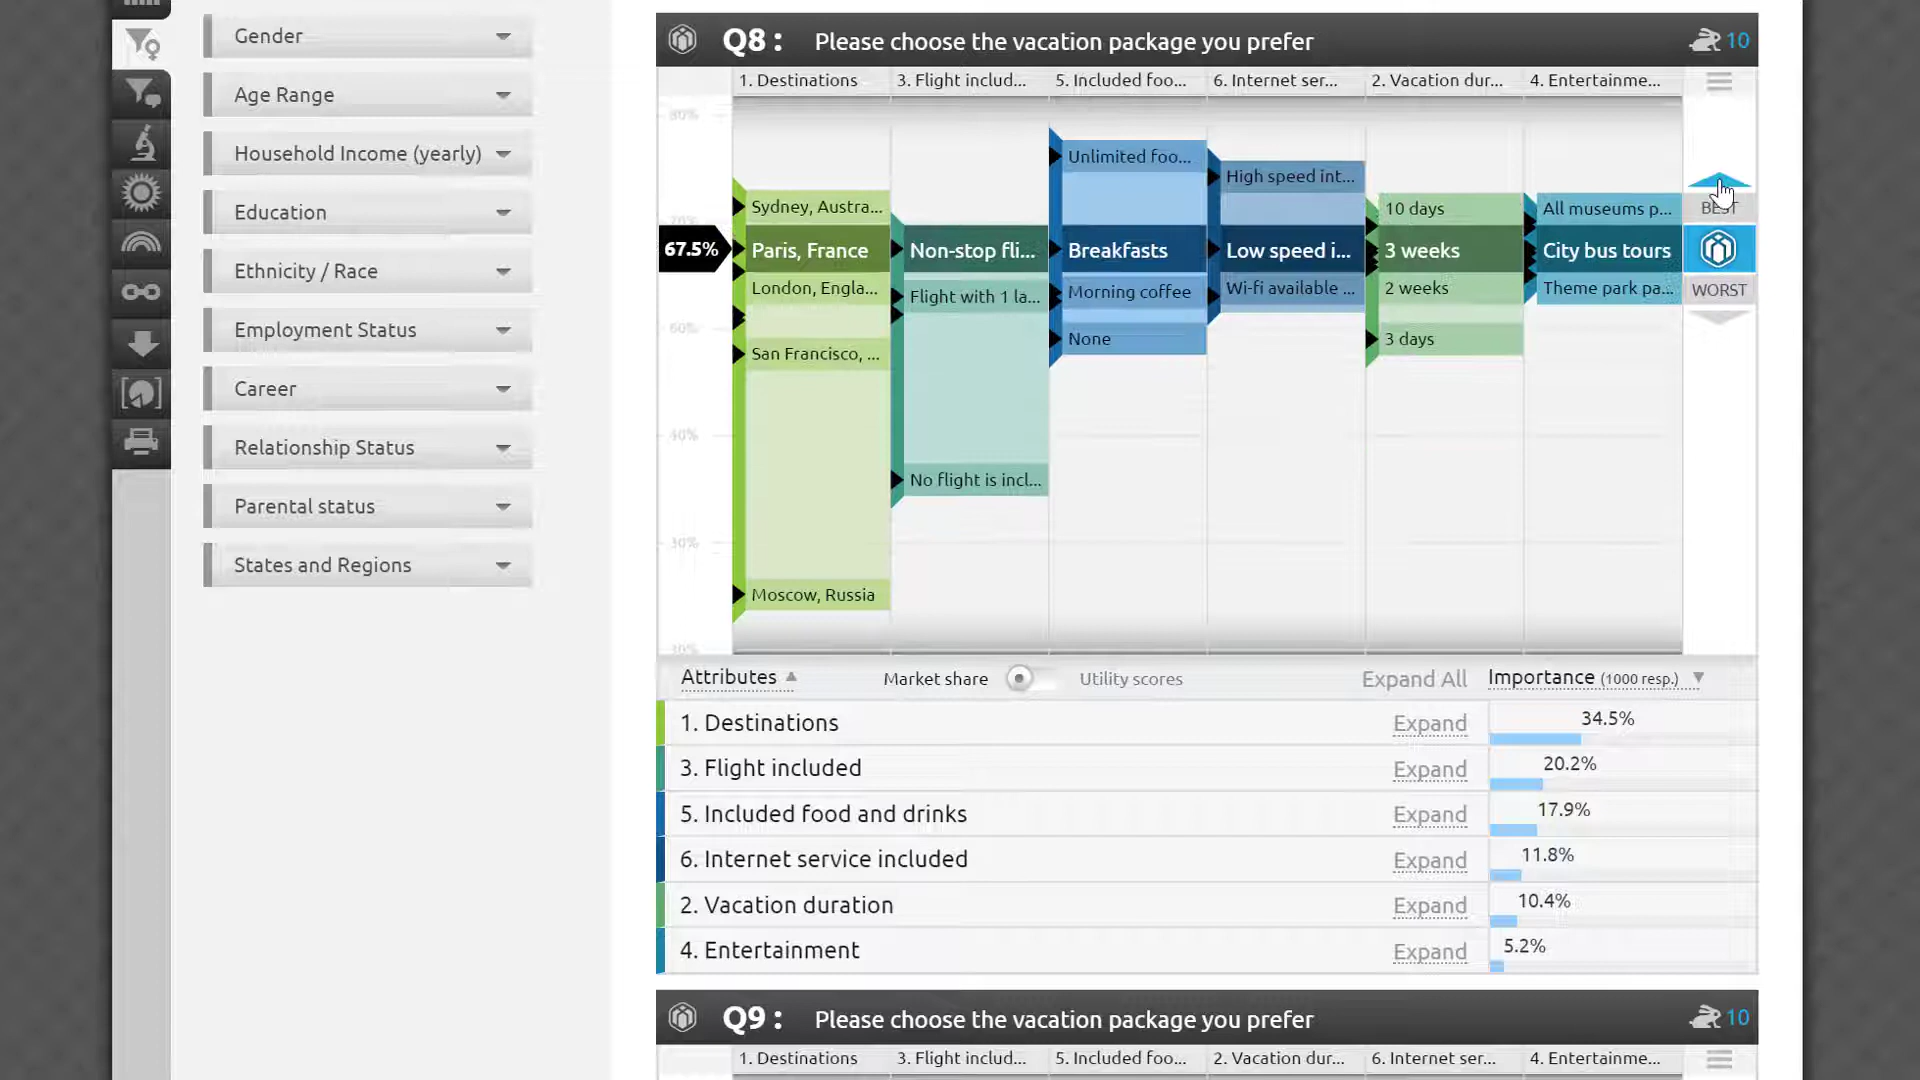 Gender
Age Range
Household Income (yearly)
Education
Ethnicity / Race
Employment Status
Career
Relationship Status
Parental status
States and Regions
Q8 : Please choose the vacation package you prefer 10
1. Destinations 3. Flight includ... 5. Included foo... 6. Internet ser... 2. Vacation dur... 4. Entertainme...
80%
Unlimited foo...
High speed int...
Sydney, Austra... 10 days All museums p... BEST
70%
67.5% Paris, France Non-stop fli... Breakfasts Low speed i... 3 weeks City bus tours
London, Engla... Flight with 1 la... Morning coffee Wi-fi available ... 2 weeks Theme park pa... WORST
60%
San Francisco, ... None 3 days
40%
No flight is incl...
30%
Moscow, Russia
Attributes Market share Utility scores Expand All Importance (1000 resp.)
1. Destinations Expand 34.5%
3. Flight included Expand 20.2%
5. Included food and drinks Expand 17.9%
6. Internet service included Expand 11.8%
2. Vacation duration Expand 10.4%
4. Entertainment Expand 5.2%
Q9 : Please choose the vacation package you prefer 10
1. Destinations 3. Flight includ... 5. Included foo... 2. Vacation dur... 6. Internet ser... 4. Entertainme...